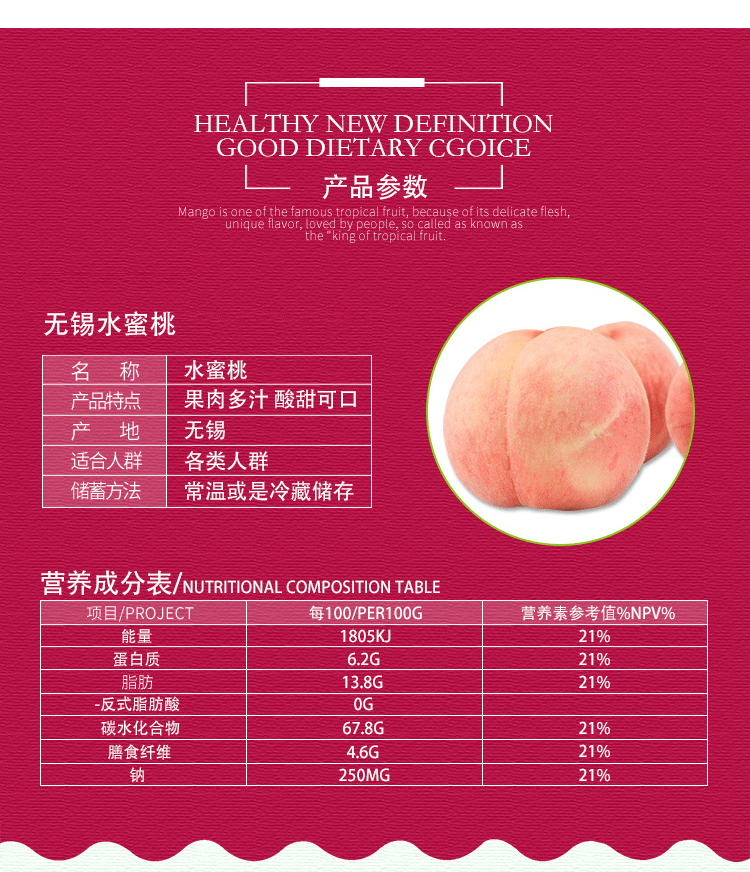 HEALTHY NEW DEFINITION
GOOD DIETARY CGOICE
产品参数
Mango is one of the famous tropical fruit, because of its delicate flesh,
unique flavor, loved by people, so called as known as
the "king of tropical fruit.
无锡水蜜桃
名 称 水蜜桃
产品特点 果肉多汁 酸甜可口
产 地 无锡
适合人群 各类人群
储蓄方法 常温或是冷藏储存
营养成分表/NUTRITIONAL COMPOSITION TABLE
项目/PROJECT 每100/PER100G 营养素参考值%NPV%
能量 1805KJ 21%
蛋白质 6.2G 21%
脂肪 13.8G 21%
-反式脂肪酸 0G
碳水化合物 67.8G 21%
膳食纤维 4.6G 21%
钠 250MG 21%